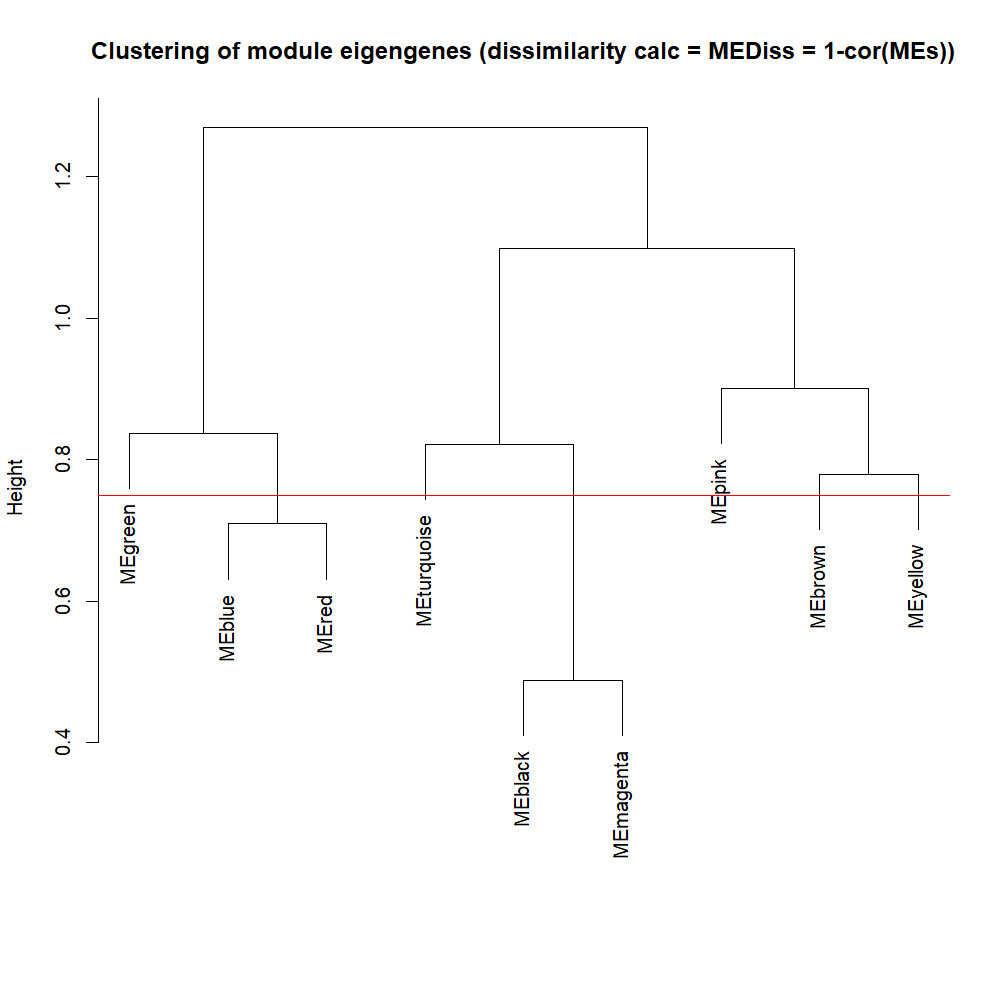 Clustering of module eigengenes (dissimilarity calc = MEDiss = 1-cor(MEs))
Height
1.2
1.0
0.8
0.6
0.4
MEgreen
MEblue
MEred
MEturquoise
MEblack
MEmagenta
MEpink
MEbrown
MEyellow